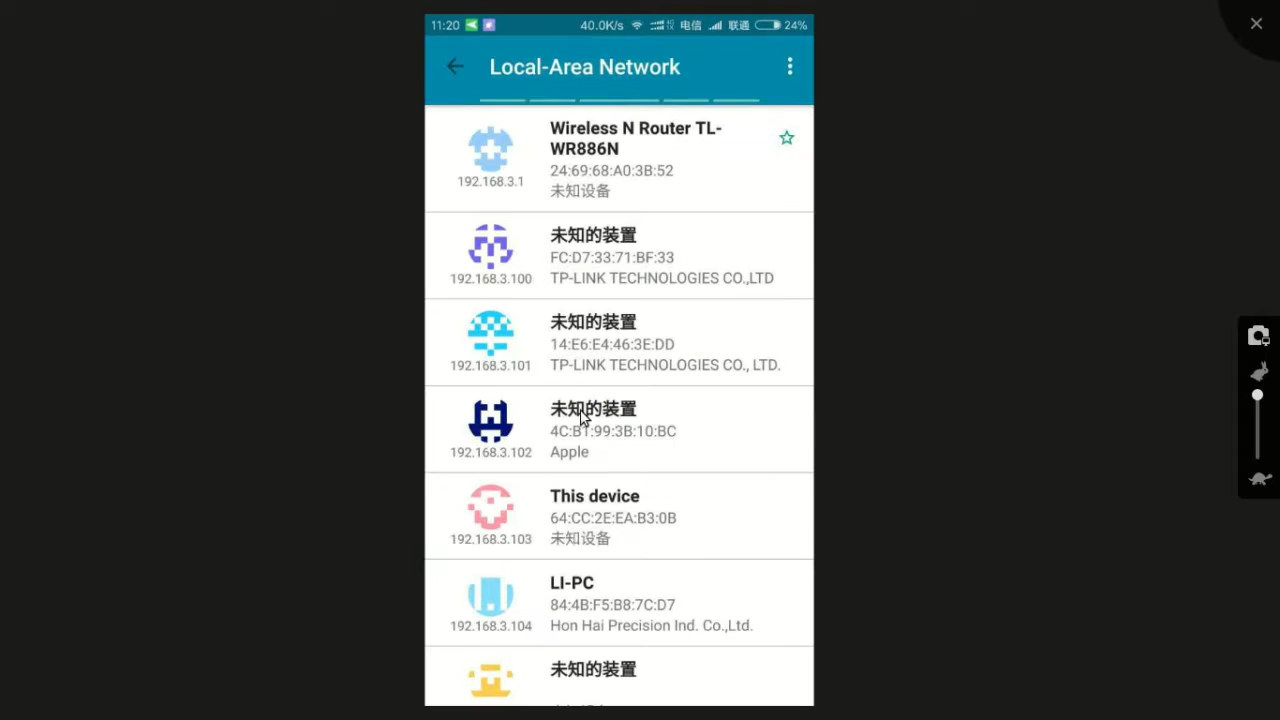 11:20 40.0K/s 电信 联通 24%
Local-Area Network
Wireless N Router TL-
WR886N
24:69:68:A0:3B:52
192.168.3.1
未知设备
未知的装置
FC:D7:33:71:BF:33
192.168.3.100 TP-LINK TECHNOLOGIES CO.,LTD
未知的装置
14:E6:E4:46:3E:DD
192.168.3.101 TP-LINK TECHNOLOGIES CO., LTD.
未知的装置
4C:B1:99:3B:10:BC
192.168.3.102 Apple
This device
64:CC:2E:EA:B3:0B
192.168.3.103 未知设备
LI-PC
84:4B:F5:B8:7C:D7
192.168.3.104 Hon Hai Precision Ind. Co.,Ltd.
未知的装置